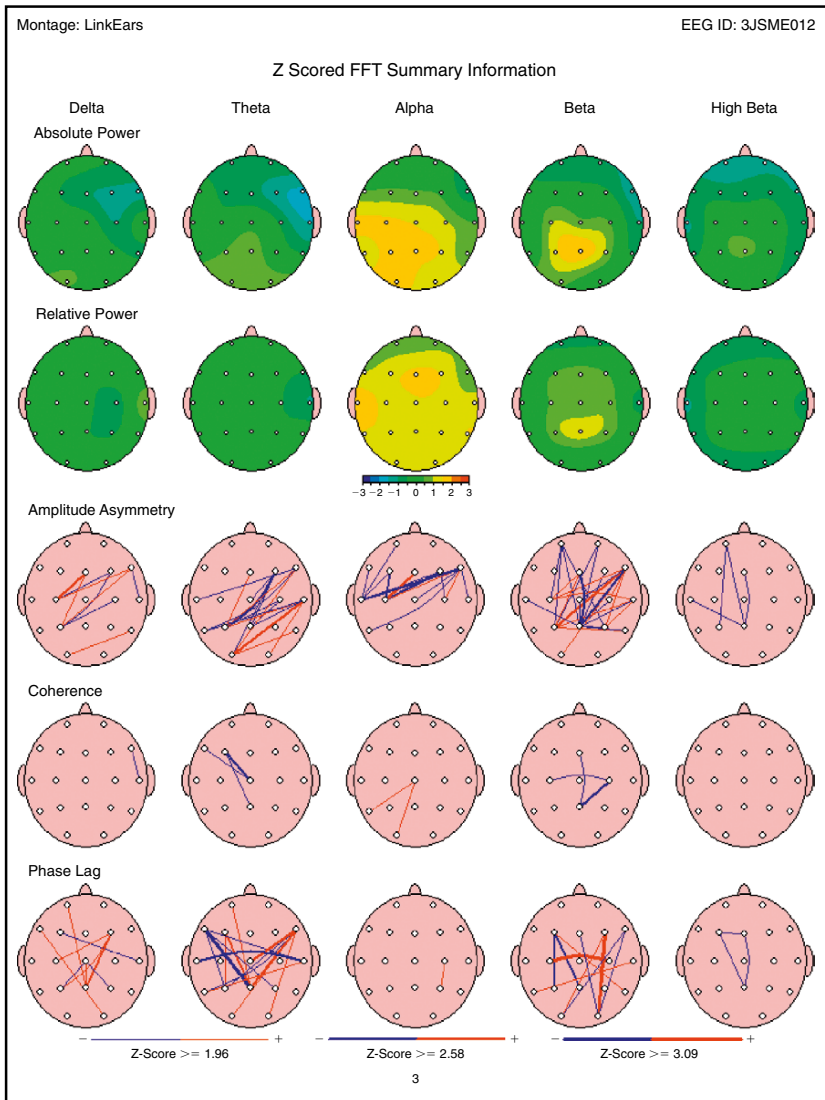 Montage: LinkEars EEG ID: 3JSME012
Z Scored FFT Summary Information
Delta Theta Alpha Beta High Beta
Absolute Power
Relative Power
−3 −2 −1 0 1 2 3
Amplitude Asymmetry
Coherence
Phase Lag
− + − + − +
Z-Score >= 1.96 Z-Score >= 2.58 Z-Score >= 3.09
3